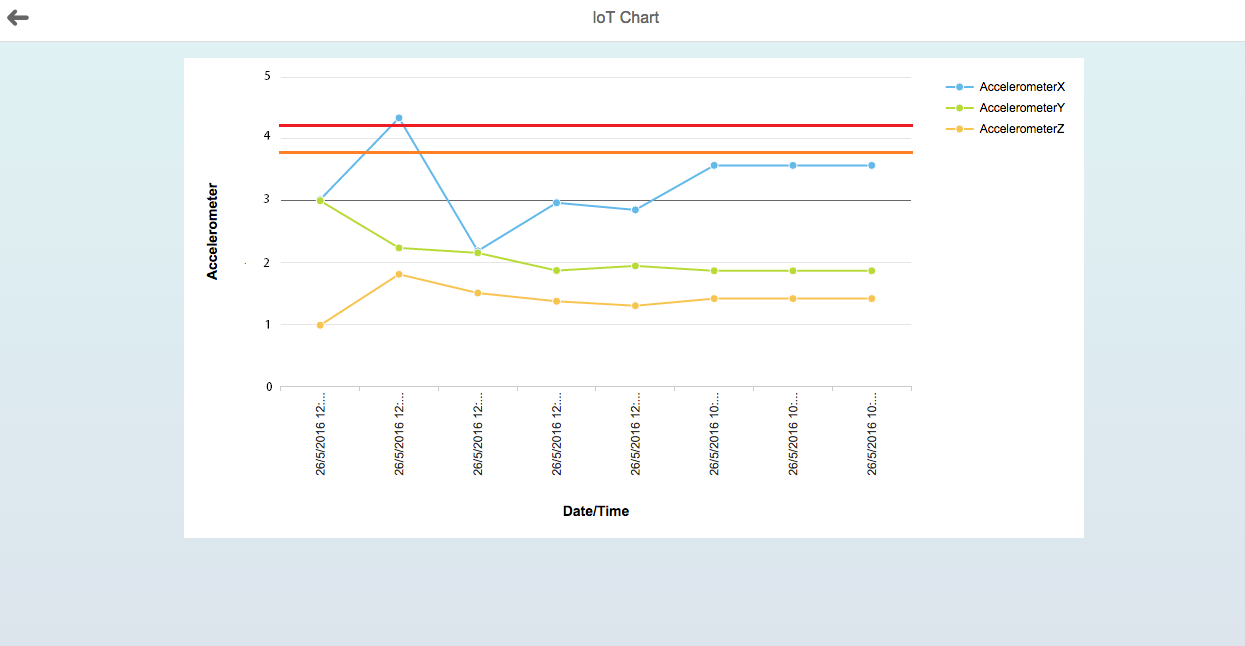 IoT Chart
5
4
3
2
1
0
Accelerometer
AccelerometerX
AccelerometerY
AccelerometerZ
26/5/2016 12:...
26/5/2016 12:...
26/5/2016 12:...
26/5/2016 12:...
26/5/2016 12:...
26/5/2016 10:...
26/5/2016 10:...
26/5/2016 10:...
Date/Time